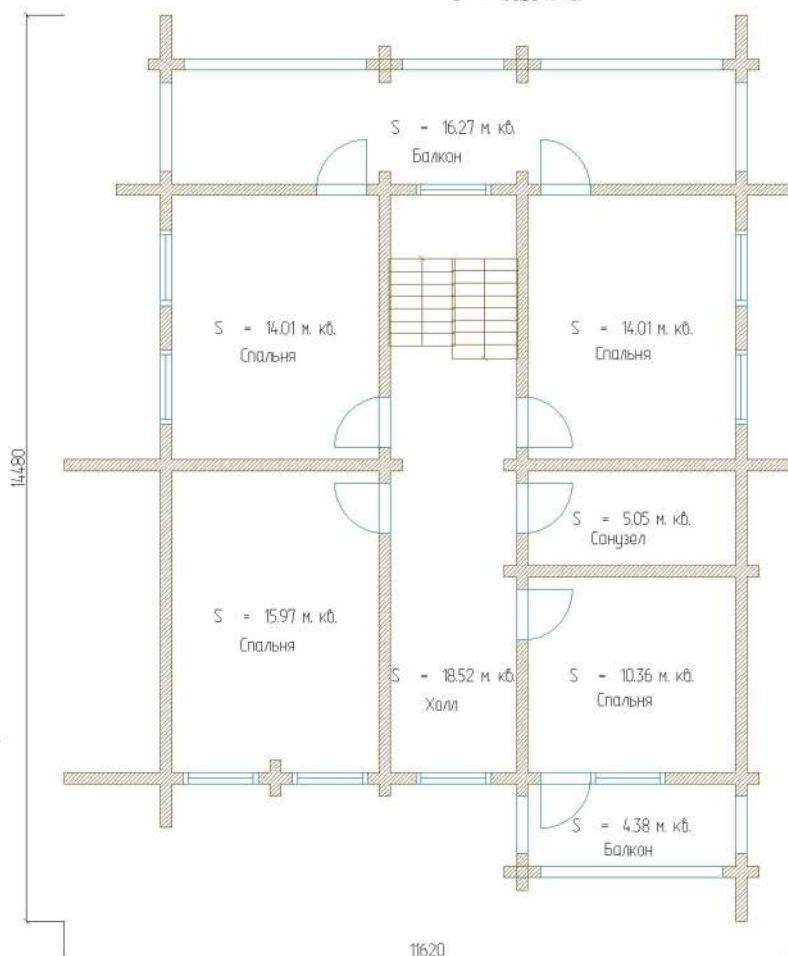 S = 16.27 м. кв.
Балкон
S = 14.01 м. кв.
Спальня
S = 14.01 м. кв.
Спальня
14480
S = 5.05 м. кв.
Санузел
S = 15.97 м. кв.
Спальня
S = 18.52 м. кв.
Холл
S = 10.36 м. кв.
Спальня
S = 4.38 м. кв.
Балкон
11620